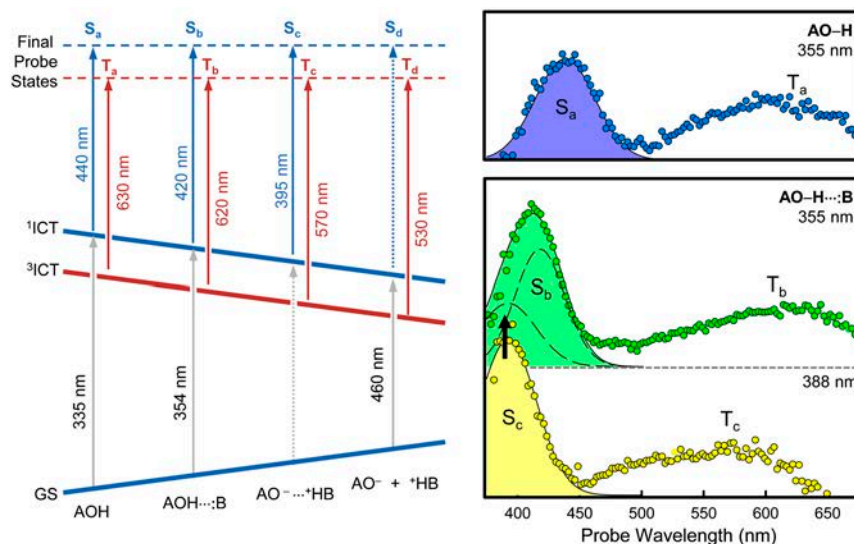 Final
Probe
States
Sa
Sb
Sc
Sd
Ta
Tb
Tc
Td
440 nm
630 nm
420 nm
620 nm
395 nm
570 nm
530 nm
¹ICT
³ICT
335 nm
354 nm
460 nm
GS
AOH
AOH···:B
AO⁻···⁺HB
AO⁻ + ⁺HB
AO–H
355 nm
Sa
Ta
AO–H···:B
355 nm
Sb
Tb
388 nm
Sc
Tc
400 450 500 550 600 650
Probe Wavelength (nm)